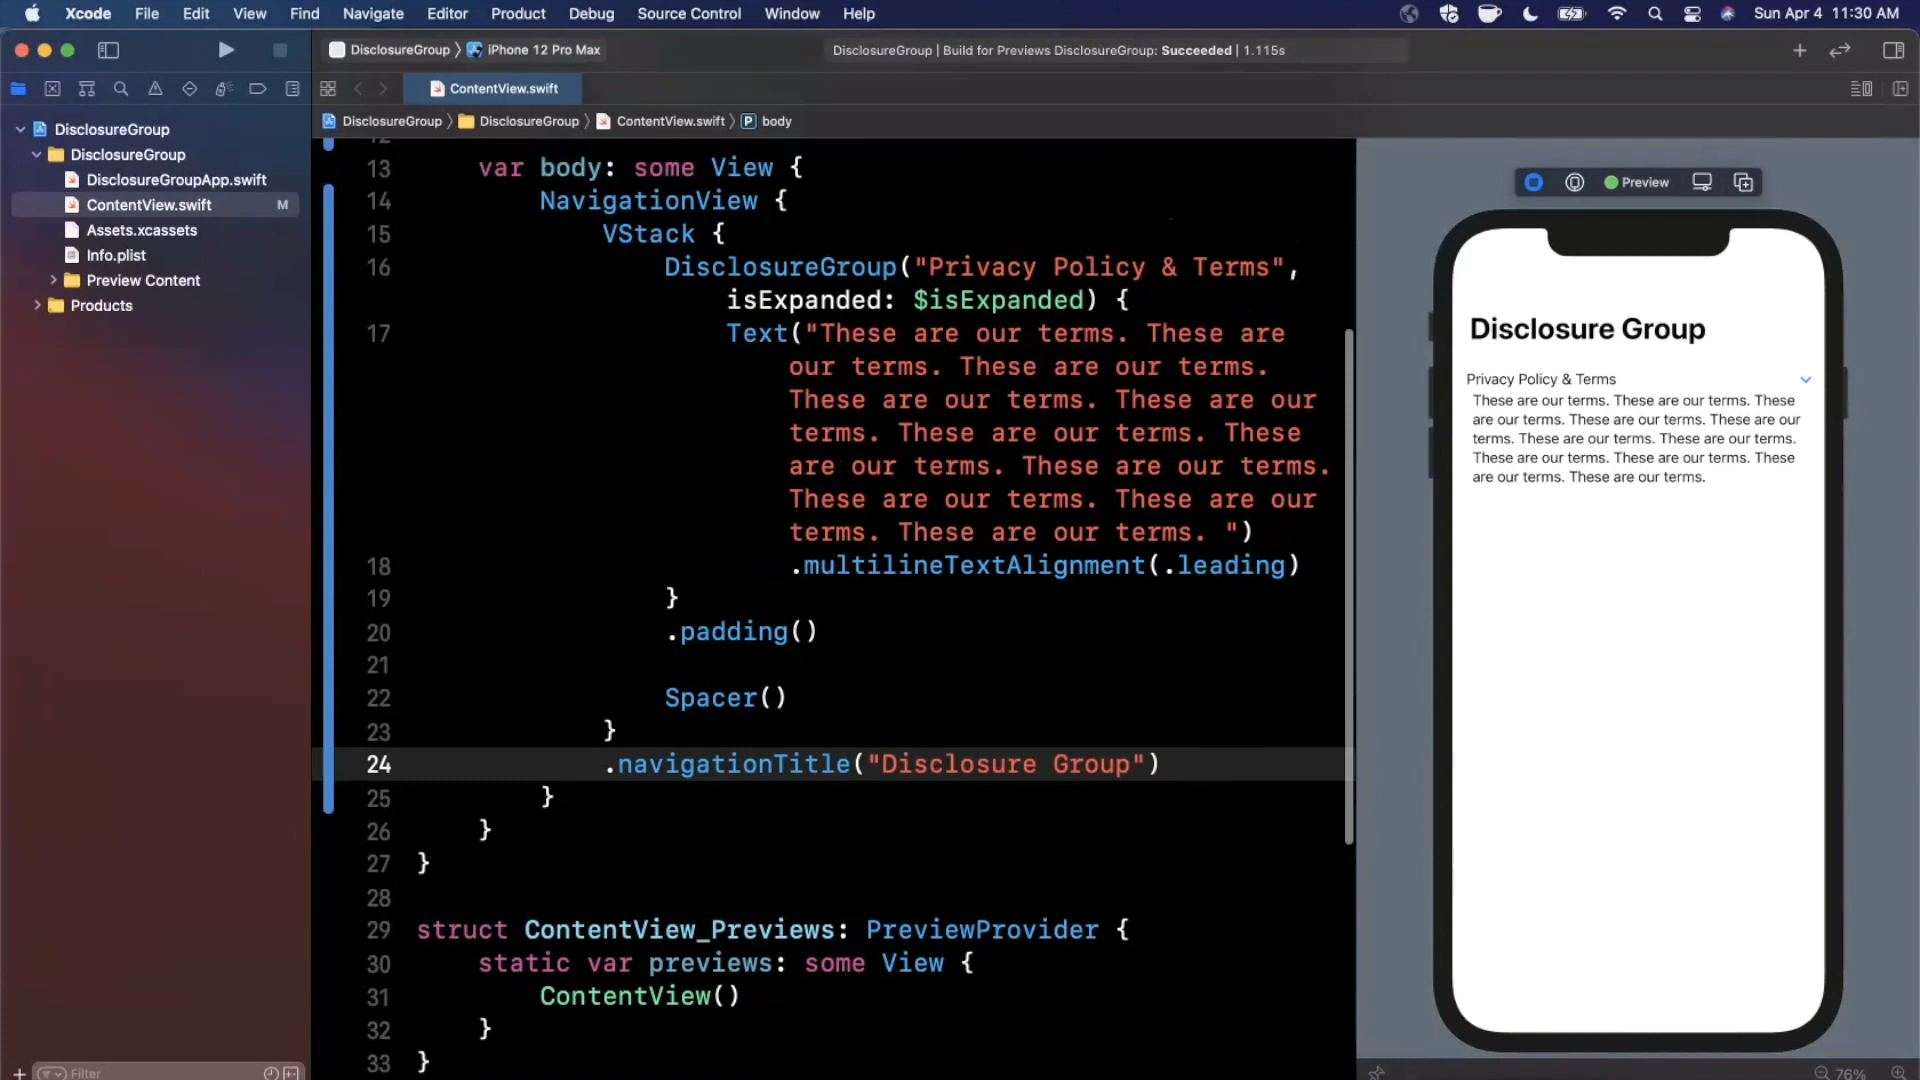 Xcode File Edit View Find Navigate Editor Product Debug Source Control Window Help Sun Apr 4 11:30 AM
DisclosureGroup iPhone 12 Pro Max DisclosureGroup | Build for Previews DisclosureGroup: Succeeded | 1.115s
ContentView.swift
DisclosureGroup DisclosureGroup ContentView.swift P body
DisclosureGroup
DisclosureGroup
DisclosureGroupApp.swift
ContentView.swift M
Assets.xcassets
Info.plist
Preview Content
Products
Filter
12
13 var body: some View {
14 NavigationView {
15 VStack {
16 DisclosureGroup("Privacy Policy & Terms",
isExpanded: $isExpanded) {
17 Text("These are our terms. These are
our terms. These are our terms.
These are our terms. These are our
terms. These are our terms. These
are our terms. These are our terms.
These are our terms. These are our
terms. These are our terms. ")
18 .multilineTextAlignment(.leading)
19 }
20 .padding()
21
22 Spacer()
23 }
24 .navigationTitle("Disclosure Group")
25 }
26 }
27 }
28
29 struct ContentView_Previews: PreviewProvider {
30 static var previews: some View {
31 ContentView()
32 }
33 }
Preview
Disclosure Group
Privacy Policy & Terms
These are our terms. These are our terms. These
are our terms. These are our terms. These are our
terms. These are our terms. These are our terms.
These are our terms. These are our terms. These
are our terms. These are our terms.
76%